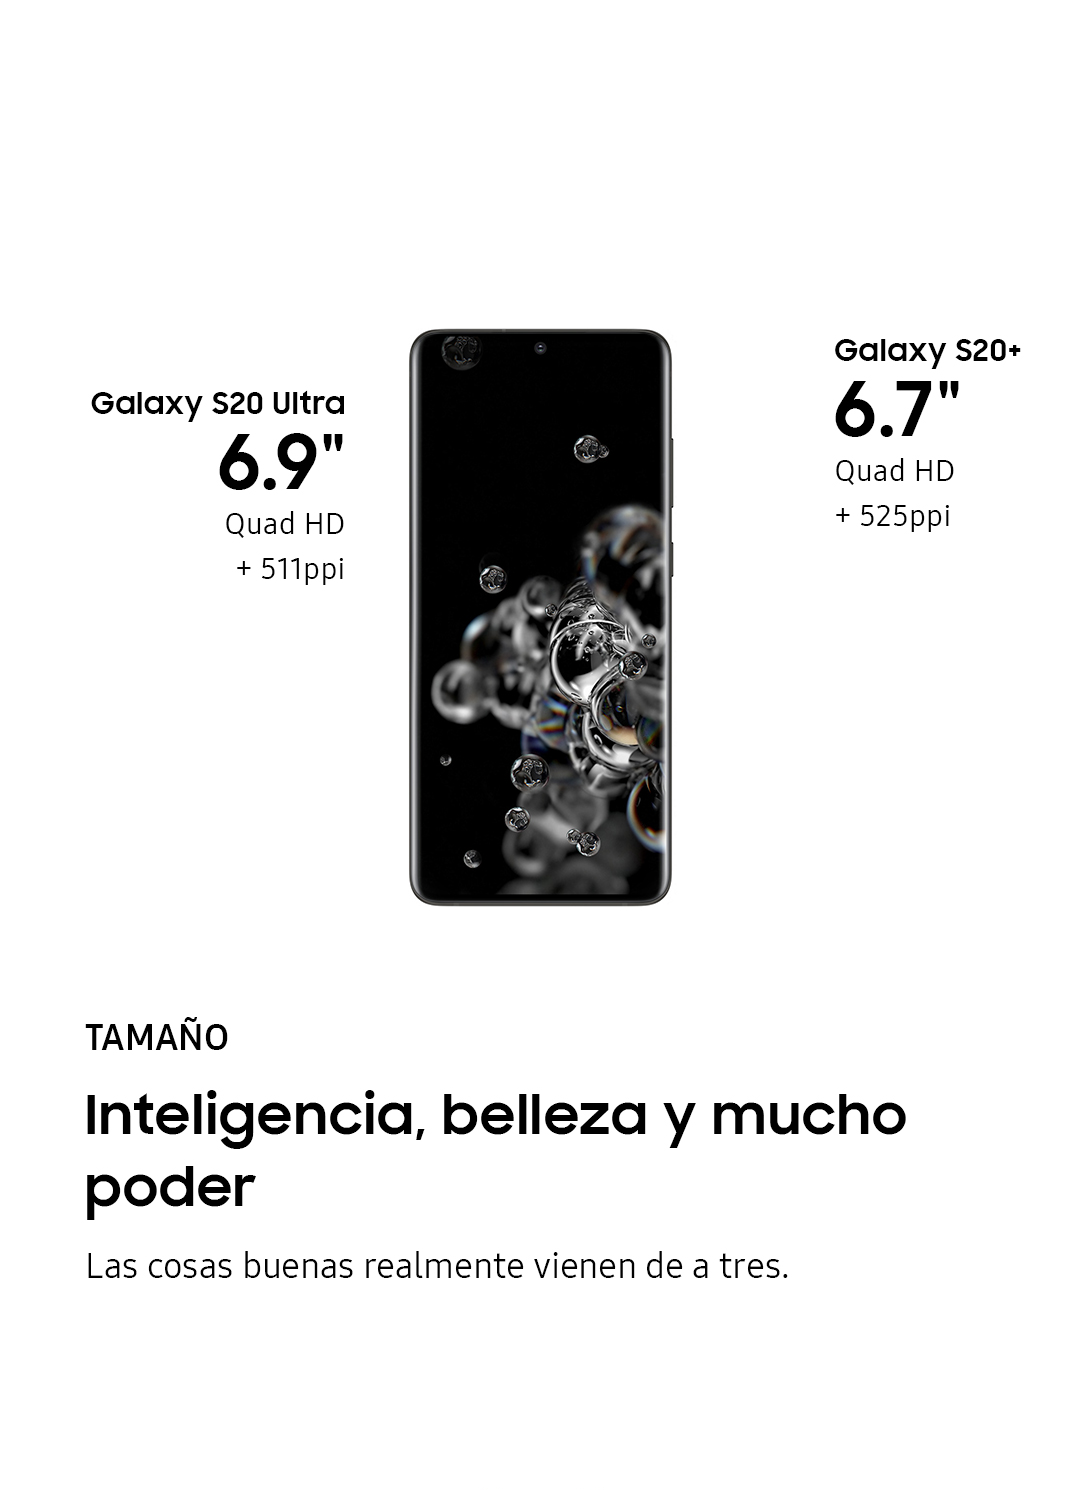 Galaxy S20 Ultra
6.9"
Quad HD
+ 511ppi
Galaxy S20+
6.7"
Quad HD
+ 525ppi
TAMAÑO
Inteligencia, belleza y mucho
poder
Las cosas buenas realmente vienen de a tres.